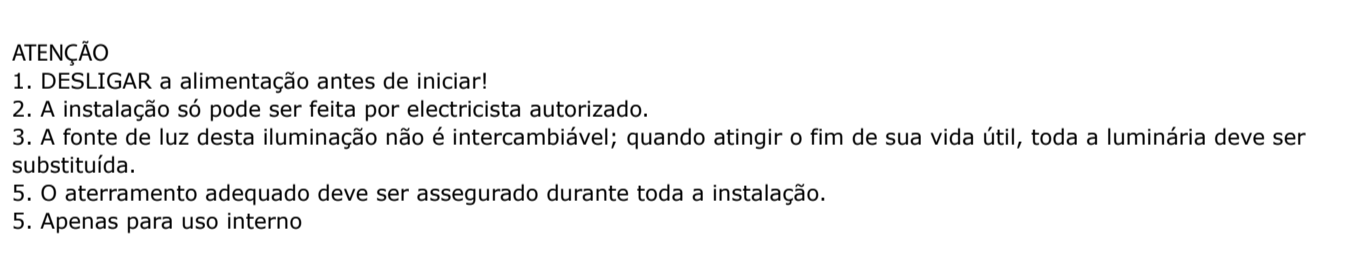 ATENÇÃO
1. DESLIGAR a alimentação antes de iniciar!
2. A instalação só pode ser feita por electricista autorizado.
3. A fonte de luz desta iluminação não é intercambiável; quando atingir o fim de sua vida útil, toda a luminária deve ser
substituída.
5. O aterramento adequado deve ser assegurado durante toda a instalação.
5. Apenas para uso interno